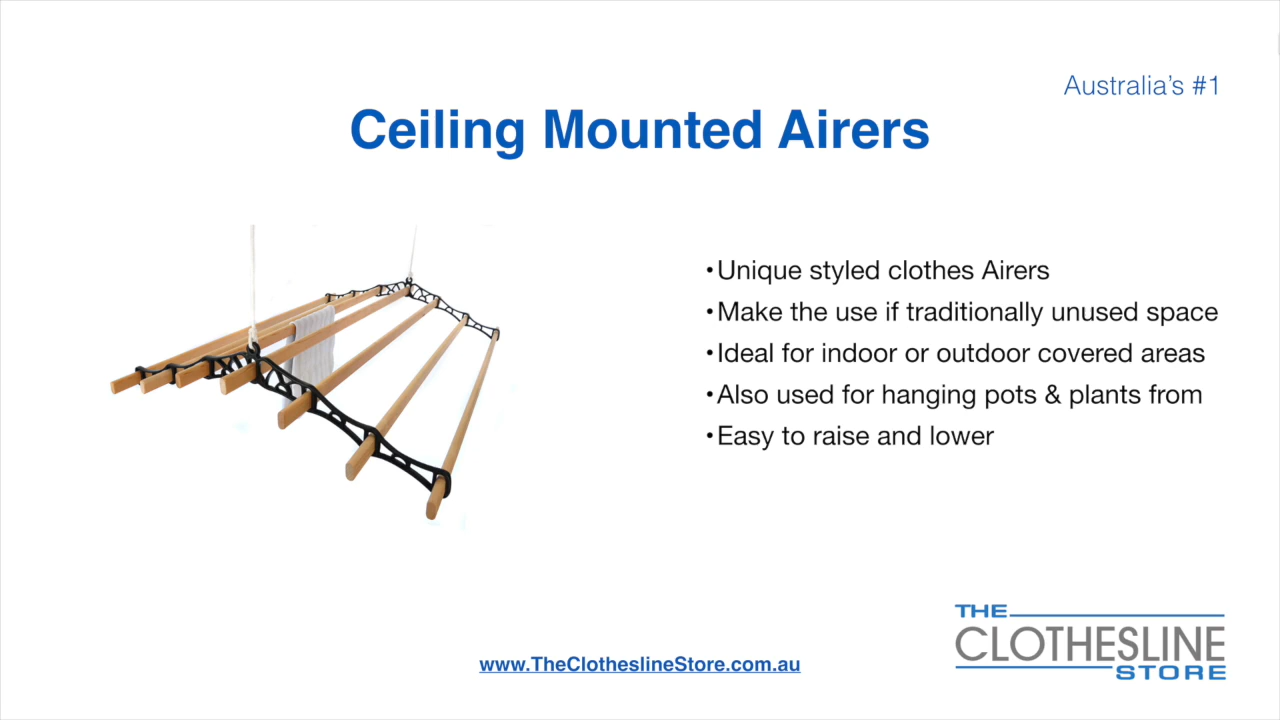 Australia's #1
Ceiling Mounted Airers
•Unique styled clothes Airers
•Make the use if traditionally unused space
•Ideal for indoor or outdoor covered areas
•Also used for hanging pots & plants from
•Easy to raise and lower
THE
CLOTHESLINE
STORE
www.TheClotheslineStore.com.au